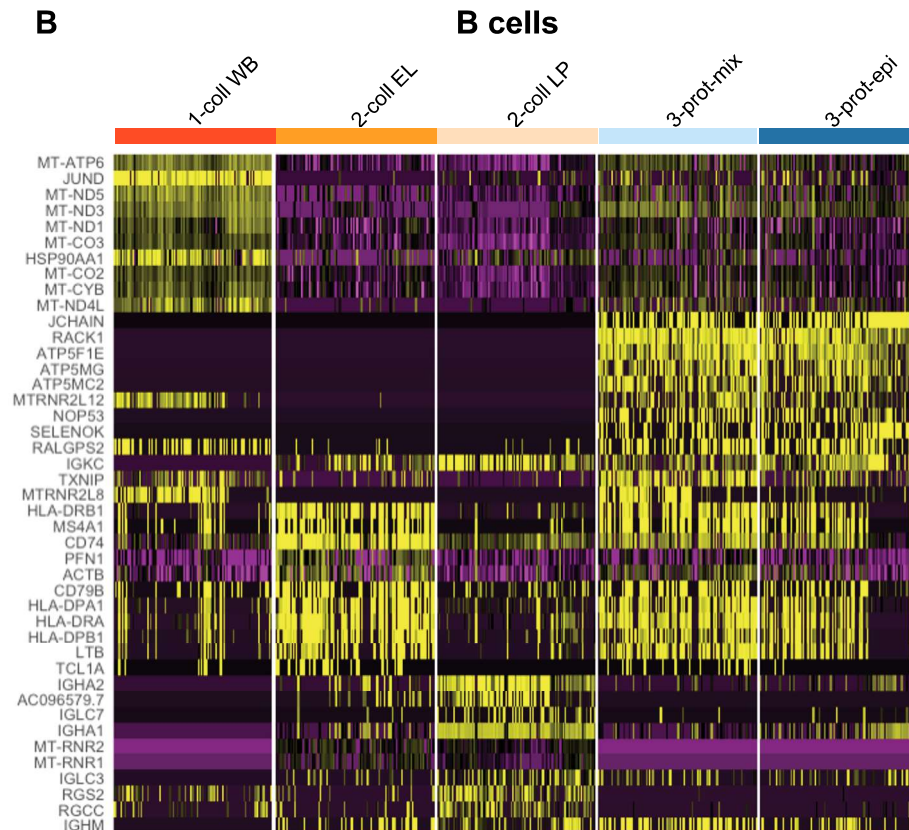 B
B cells
1-coll WB
2-coll EL
2-coll LP
3-prot-mix
3-prot-epi
MT-ATP6
JUND
MT-ND5
MT-ND3
MT-ND1
MT-CO3
HSP90AA1
MT-CO2
MT-CYB
MT-ND4L
JCHAIN
RACK1
ATP5F1E
ATP5MG
ATP5MC2
MTRNR2L12
NOP53
SELENOK
RALGPS2
IGKC
TXNIP
MTRNR2L8
HLA-DRB1
MS4A1
CD74
PFN1
ACTB
CD79B
HLA-DPA1
HLA-DRA
HLA-DPB1
LTB
TCL1A
IGHA2
AC096579.7
IGLC7
IGHA1
MT-RNR2
MT-RNR1
IGLC3
RGS2
RGCC
IGHM